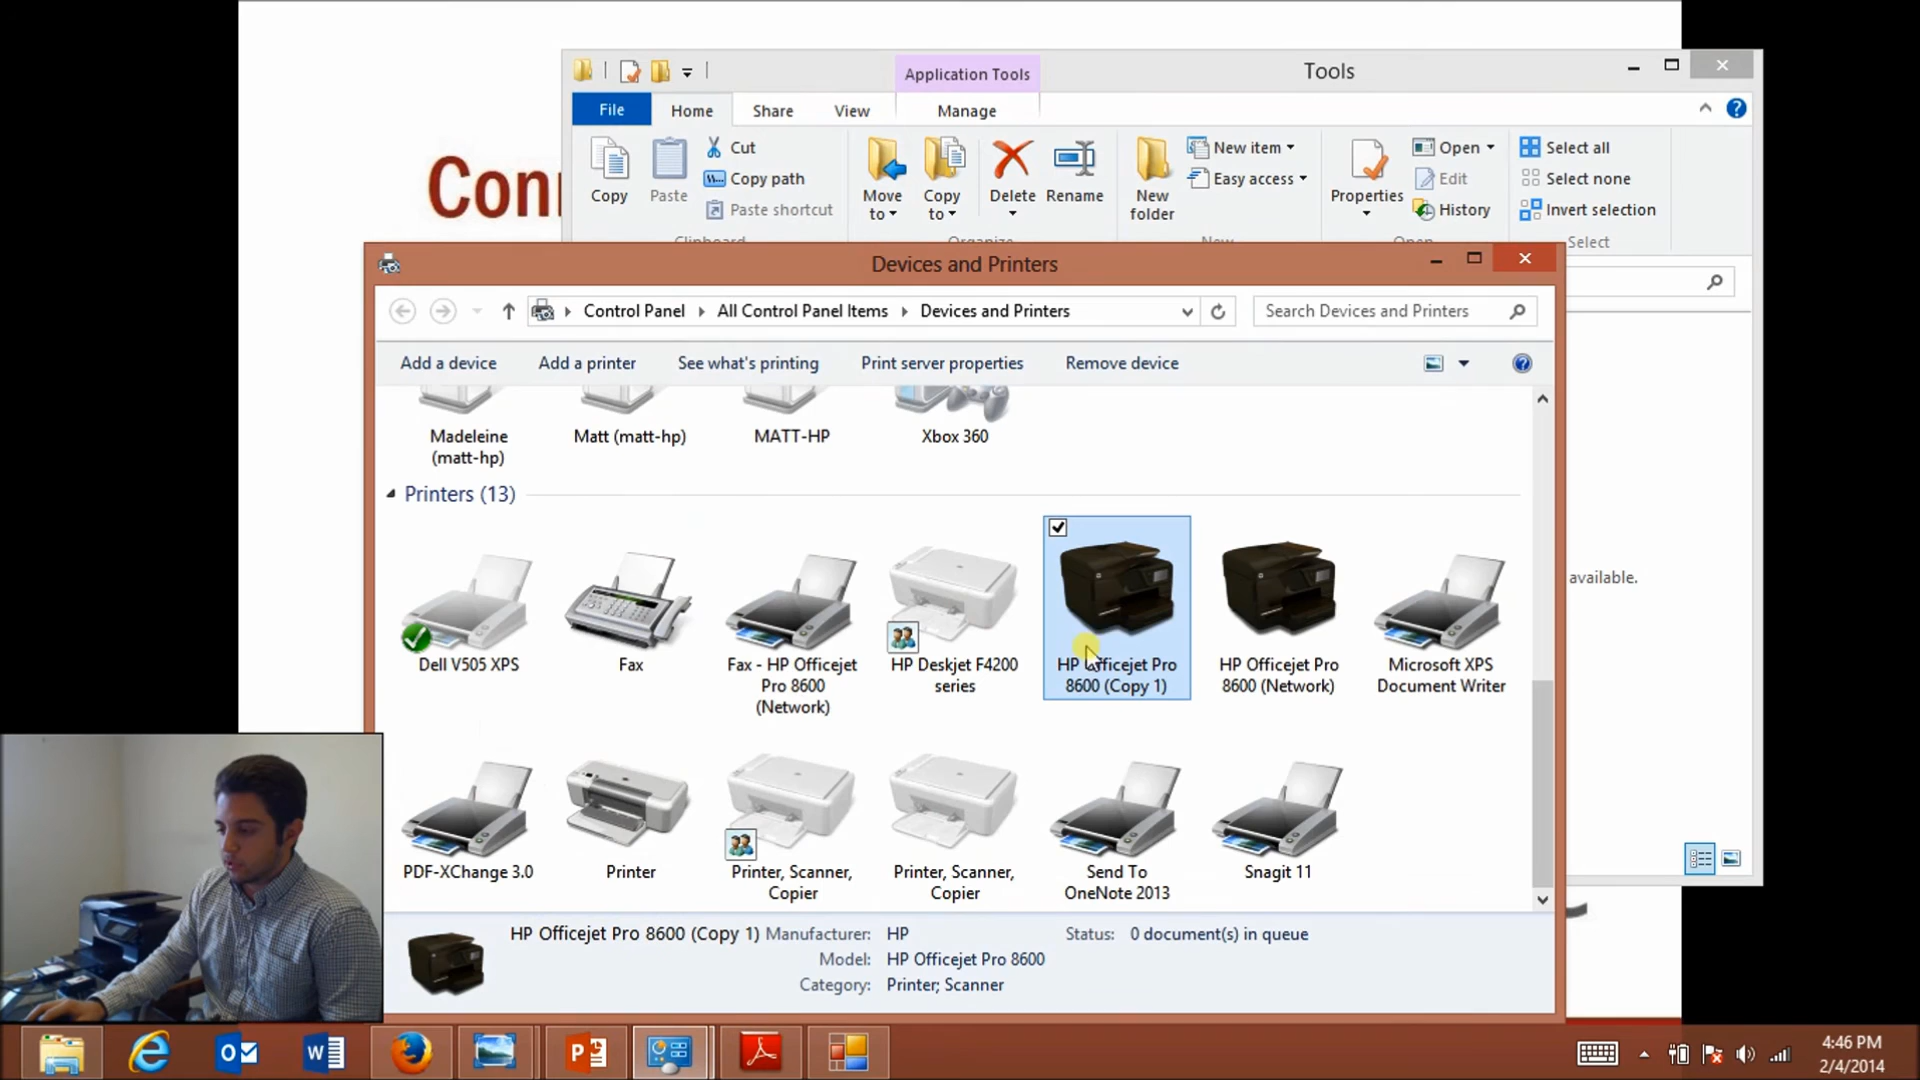 Application Tools
Tools
File
Home
Share
View
Manage
Conn
Copy
Paste
Cut
Copy path
Paste shortcut
Move to
Copy to
Delete
Rename
New folder
New item
Easy access
Properties
Open
Edit
History
Select all
Select none
Invert selection
Clipboard
Organize
New
Open
Select
Devices and Printers
Control Panel
All Control Panel Items
Devices and Printers
Search Devices and Printers
Add a device
Add a printer
See what's printing
Print server properties
Remove device
Madeleine (matt-hp)
Matt (matt-hp)
MATT-HP
Xbox 360
Printers (13)
available.
Dell V505 XPS
Fax
Fax - HP Officejet Pro 8600 (Network)
HP Deskjet F4200 series
HP Officejet Pro 8600 (Copy 1)
HP Officejet Pro 8600 (Network)
Microsoft XPS Document Writer
PDF-XChange 3.0
Printer
Printer, Scanner, Copier
Printer, Scanner, Copier
Send To OneNote 2013
Snagit 11
HP Officejet Pro 8600 (Copy 1)
Manufacturer: HP
Status: 0 document(s) in queue
Model: HP Officejet Pro 8600
Category: Printer; Scanner
4:46 PM
2/4/2014